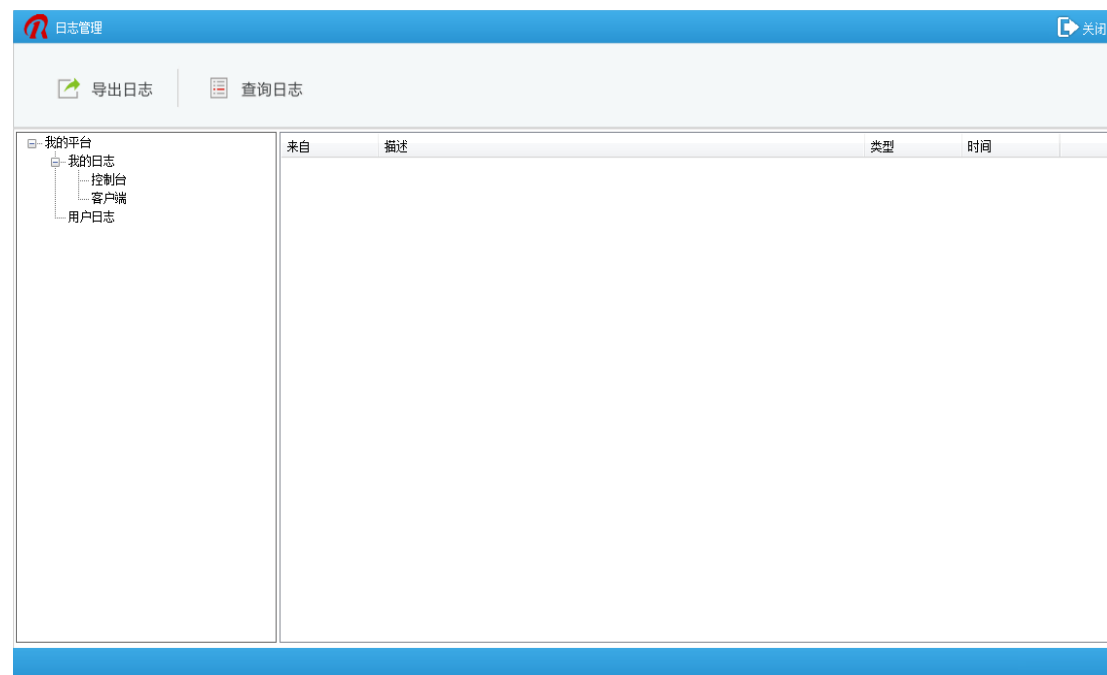 日志管理 关闭
导出日志 查询日志
我的平台
我的日志
控制台
客户端
用户日志
来自 描述 类型 时间